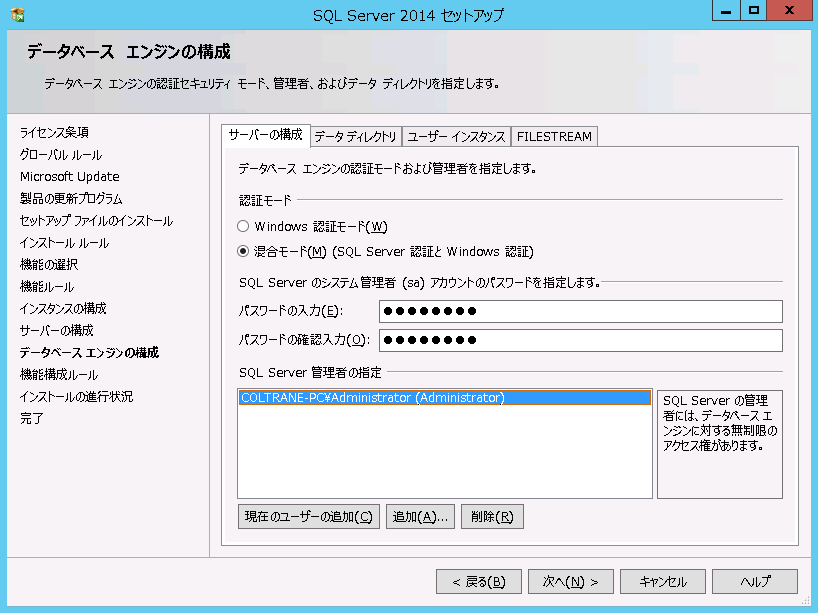 SQL Server 2014 セットアップ
データベース エンジンの構成
データベース エンジンの認証セキュリティ モード、管理者、およびデータ ディレクトリを指定します。
ライセンス条項
グローバル ルール
Microsoft Update
製品の更新プログラム
セットアップ ファイルのインストール
インストール ルール
機能の選択
機能ルール
インスタンスの構成
サーバーの構成
データベース エンジンの構成
機能構成ルール
インストールの進行状況
完了
サーバーの構成 データ ディレクトリ ユーザー インスタンス FILESTREAM
データベース エンジンの認証モードおよび管理者を指定します。
認証モード
Windows 認証モード(W)
混合モード(M) (SQL Server 認証と Windows 認証)
SQL Server のシステム管理者 (sa) アカウントのパスワードを指定します。
パスワードの入力(E): ●●●●●●●●
パスワードの確認入力(O): ●●●●●●●●
SQL Server 管理者の指定
COLTRANE-PC¥Administrator (Administrator)
SQL Server の管理
者には、データベース エ
ンジンに対する無制限の
アクセス権があります。
現在のユーザーの追加(C) 追加(A)... 削除(R)
< 戻る(B) 次へ(N) > キャンセル ヘルプ